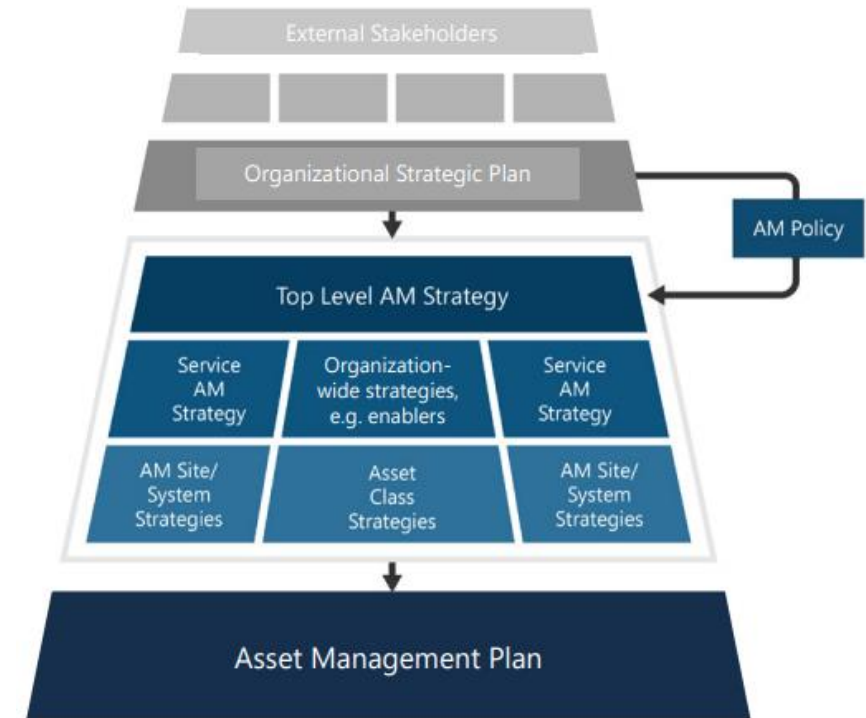 External Stakeholders
Organizational Strategic Plan
AM Policy
Top Level AM Strategy
Service
AM
Strategy
Organization-
wide strategies,
e.g. enablers
Service
AM
Strategy
AM Site/
System
Strategies
Asset
Class
Strategies
AM Site/
System
Strategies
Asset Management Plan